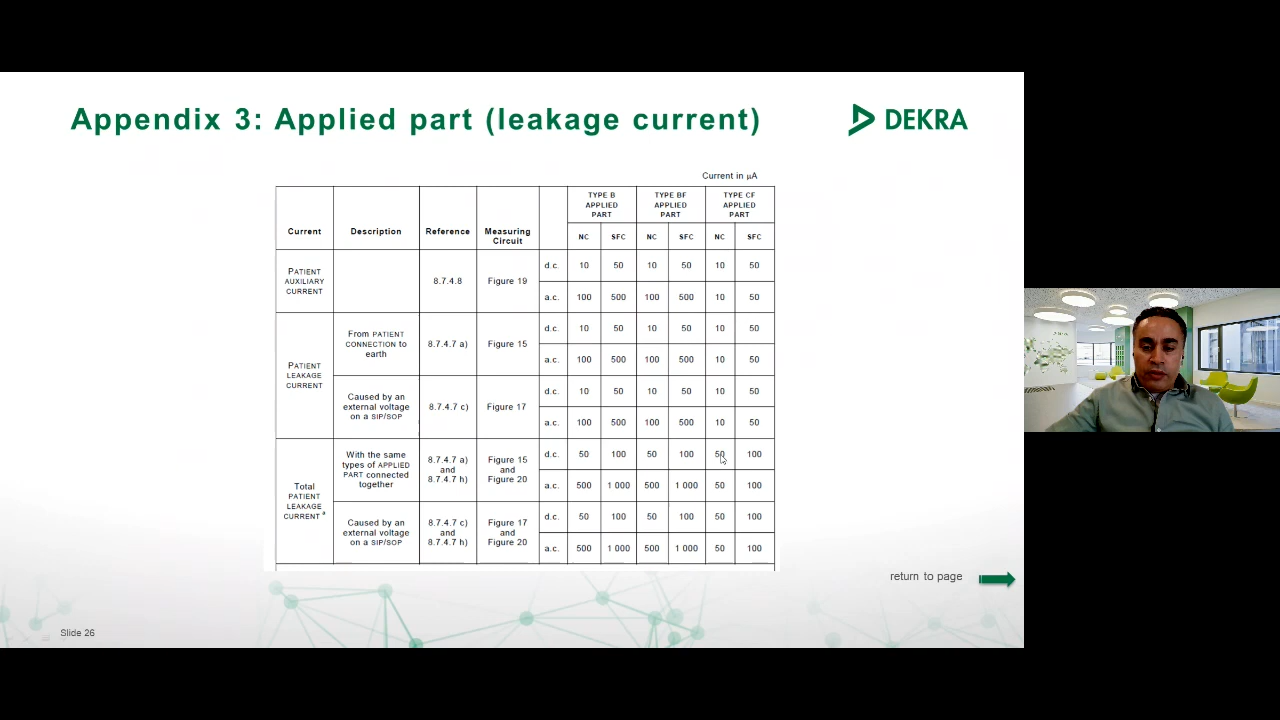 Appendix 3: Applied part (leakage current)
DEKRA
Current in µA
Current Description Reference Measuring Circuit TYPE B APPLIED PART TYPE BF APPLIED PART TYPE CF APPLIED PART
NC SFC NC SFC NC SFC
PATIENT AUXILIARY CURRENT 8.7.4.8 Figure 19 d.c. 10 50 10 50 10 50
a.c. 100 500 100 500 10 50
PATIENT LEAKAGE CURRENT From PATIENT CONNECTION to earth 8.7.4.7 a) Figure 15 d.c. 10 50 10 50 10 50
a.c. 100 500 100 500 10 50
Caused by an external voltage on a SIP/SOP 8.7.4.7 c) Figure 17 d.c. 10 50 10 50 10 50
a.c. 100 500 100 500 10 50
Total PATIENT LEAKAGE CURRENT a With the same types of APPLIED PART connected together 8.7.4.7 a) and 8.7.4.7 h) Figure 15 and Figure 20 d.c. 50 100 50 100 50 100
a.c. 500 1 000 500 1 000 50 100
Caused by an external voltage on a SIP/SOP 8.7.4.7 c) and 8.7.4.7 h) Figure 17 and Figure 20 d.c. 50 100 50 100 50 100
a.c. 500 1 000 500 1 000 50 100
return to page
Slide 26